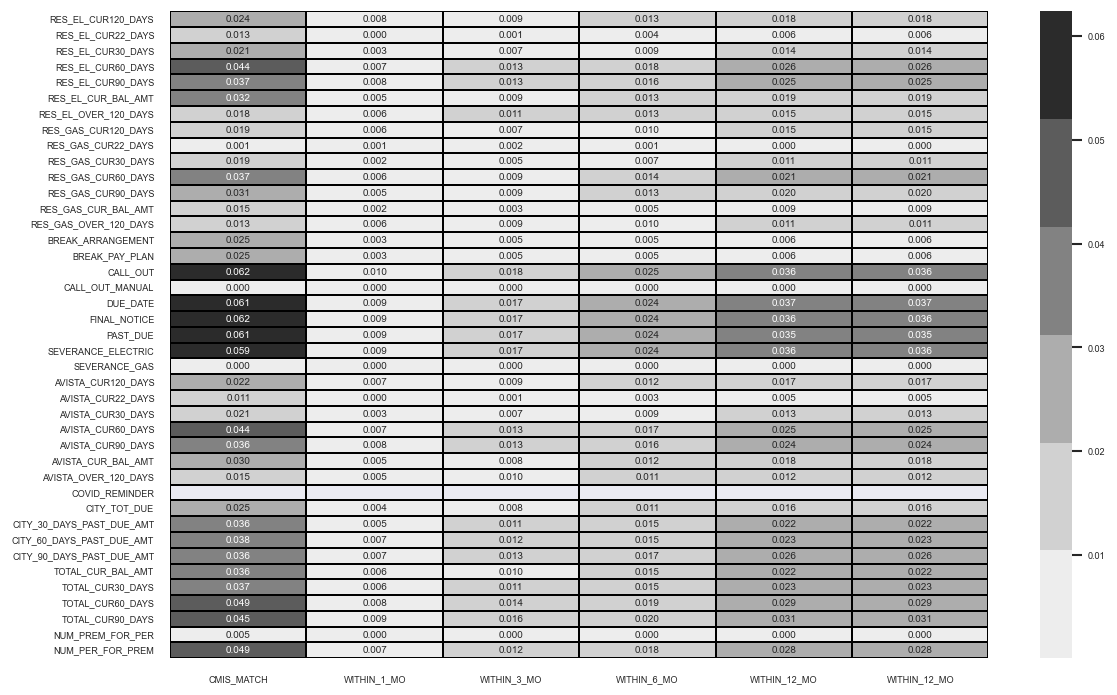 RES_EL_CUR120_DAYS 0.024 0.008 0.009 0.013 0.018 0.018
RES_EL_CUR22_DAYS 0.013 0.000 0.001 0.004 0.006 0.006
RES_EL_CUR30_DAYS 0.021 0.003 0.007 0.009 0.014 0.014
RES_EL_CUR60_DAYS 0.044 0.007 0.013 0.018 0.026 0.026
RES_EL_CUR90_DAYS 0.037 0.008 0.013 0.016 0.025 0.025
RES_EL_CUR_BAL_AMT 0.032 0.005 0.009 0.013 0.019 0.019
RES_EL_OVER_120_DAYS 0.018 0.006 0.011 0.013 0.015 0.015
RES_GAS_CUR120_DAYS 0.019 0.006 0.007 0.010 0.015 0.015
RES_GAS_CUR22_DAYS 0.001 0.001 0.002 0.001 0.000 0.000
RES_GAS_CUR30_DAYS 0.019 0.002 0.005 0.007 0.011 0.011
RES_GAS_CUR60_DAYS 0.037 0.006 0.009 0.014 0.021 0.021
RES_GAS_CUR90_DAYS 0.031 0.005 0.009 0.013 0.020 0.020
RES_GAS_CUR_BAL_AMT 0.015 0.002 0.003 0.005 0.009 0.009
RES_GAS_OVER_120_DAYS 0.013 0.006 0.009 0.010 0.011 0.011
BREAK_ARRANGEMENT 0.025 0.003 0.005 0.005 0.006 0.006
BREAK_PAY_PLAN 0.025 0.003 0.005 0.005 0.006 0.006
CALL_OUT 0.062 0.010 0.018 0.025 0.036 0.036
CALL_OUT_MANUAL 0.000 0.000 0.000 0.000 0.000 0.000
DUE_DATE 0.061 0.009 0.017 0.024 0.037 0.037
FINAL_NOTICE 0.062 0.009 0.017 0.024 0.036 0.036
PAST_DUE 0.061 0.009 0.017 0.024 0.035 0.035
SEVERANCE_ELECTRIC 0.059 0.009 0.017 0.024 0.036 0.036
SEVERANCE_GAS 0.000 0.000 0.000 0.000 0.000 0.000
AVISTA_CUR120_DAYS 0.022 0.007 0.009 0.012 0.017 0.017
AVISTA_CUR22_DAYS 0.011 0.000 0.001 0.003 0.005 0.005
AVISTA_CUR30_DAYS 0.021 0.003 0.007 0.009 0.013 0.013
AVISTA_CUR60_DAYS 0.044 0.007 0.013 0.017 0.025 0.025
AVISTA_CUR90_DAYS 0.036 0.008 0.013 0.016 0.024 0.024
AVISTA_CUR_BAL_AMT 0.030 0.005 0.008 0.012 0.018 0.018
AVISTA_OVER_120_DAYS 0.015 0.005 0.010 0.011 0.012 0.012
COVID_REMINDER
CITY_TOT_DUE 0.025 0.004 0.008 0.011 0.016 0.016
CITY_30_DAYS_PAST_DUE_AMT 0.036 0.005 0.011 0.015 0.022 0.022
CITY_60_DAYS_PAST_DUE_AMT 0.038 0.007 0.012 0.015 0.023 0.023
CITY_90_DAYS_PAST_DUE_AMT 0.036 0.007 0.013 0.017 0.026 0.026
TOTAL_CUR_BAL_AMT 0.036 0.006 0.010 0.015 0.022 0.022
TOTAL_CUR30_DAYS 0.037 0.006 0.011 0.015 0.023 0.023
TOTAL_CUR60_DAYS 0.049 0.008 0.014 0.019 0.029 0.029
TOTAL_CUR90_DAYS 0.045 0.009 0.016 0.020 0.031 0.031
NUM_PREM_FOR_PER 0.005 0.000 0.000 0.000 0.000 0.000
NUM_PER_FOR_PREM 0.049 0.007 0.012 0.018 0.028 0.028
CMIS_MATCH WITHIN_1_MO WITHIN_3_MO WITHIN_6_MO WITHIN_12_MO WITHIN_12_MO
0.06
0.05
0.04
0.03
0.02
0.01